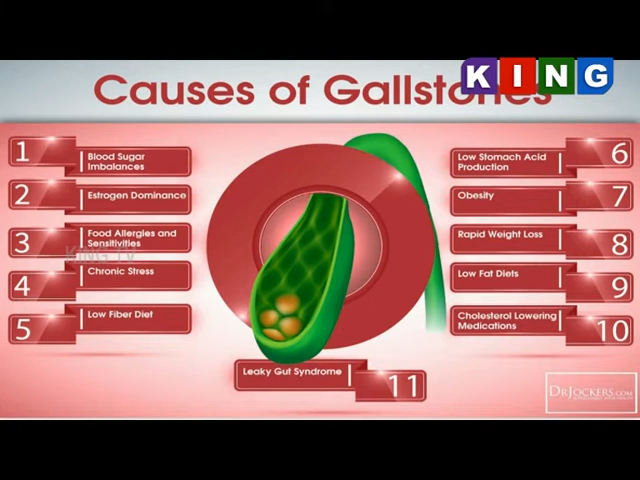 KING
Causes of Gallstones
1
Blood Sugar
Imbalances
2
Estrogen Dominance
3
Food Allergies and
Sensitivities
KING TV
4
Chronic Stress
5
Low Fiber Diet
Low Stomach Acid
Production
6
Obesity
7
Rapid Weight Loss
8
Low Fat Diets
9
Cholesterol Lowering
Medications
10
Leaky Gut Syndrome
11
DRJOCKERS.COM